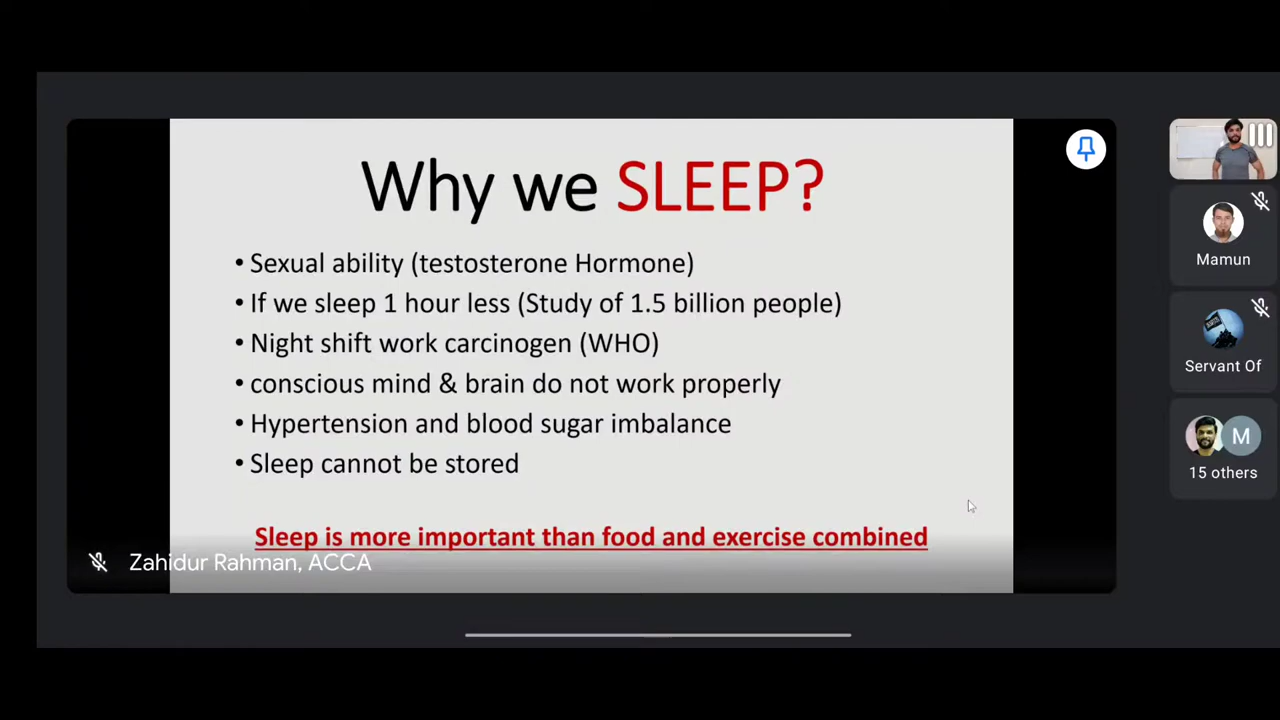 Why we SLEEP?
• Sexual ability (testosterone Hormone)
• If we sleep 1 hour less (Study of 1.5 billion people)
• Night shift work carcinogen (WHO)
• conscious mind & brain do not work properly
• Hypertension and blood sugar imbalance
• Sleep cannot be stored
Sleep is more important than food and exercise combined
Zahidur Rahman, ACCA
Mamun
Servant Of
M
15 others